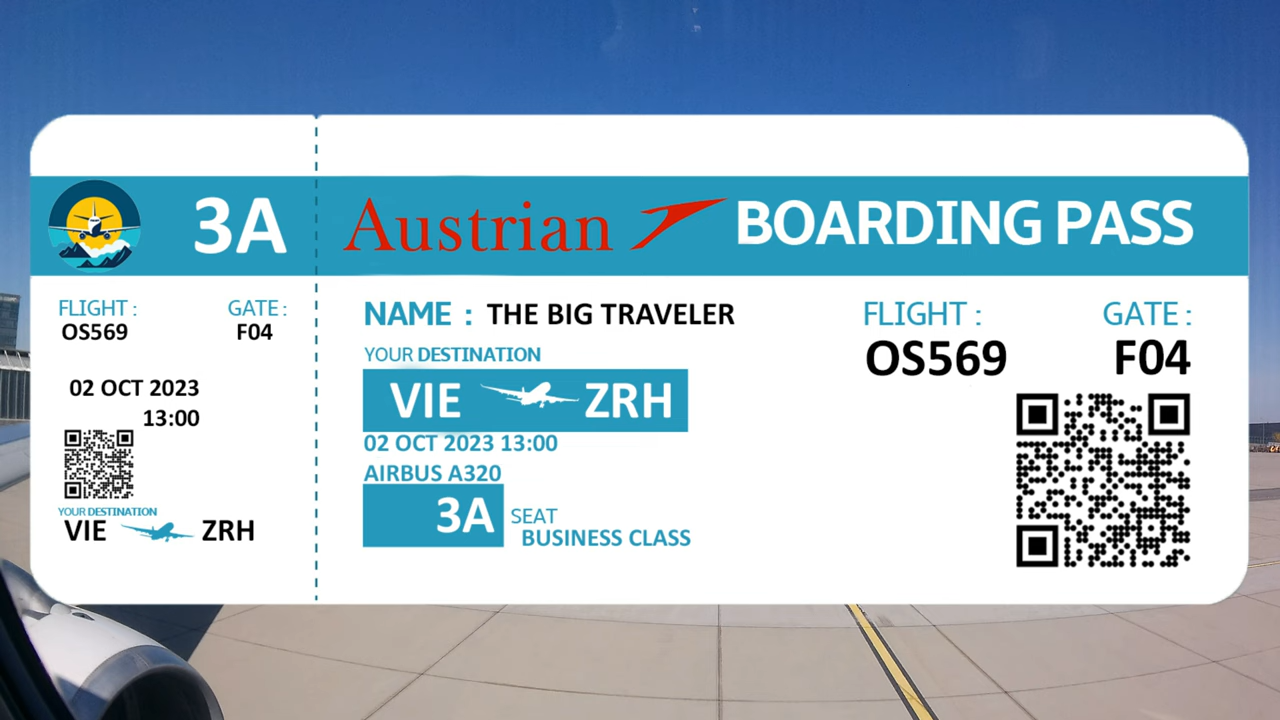 3A
FLIGHT :
GATE :
OS569
F04
02 OCT 2023
13:00
YOUR DESTINATION
VIE ZRH
Austrian BOARDING PASS
NAME : THE BIG TRAVELER
YOUR DESTINATION
VIE ZRH
02 OCT 2023 13:00
AIRBUS A320
3A SEAT
BUSINESS CLASS
FLIGHT :
GATE :
OS569
F04